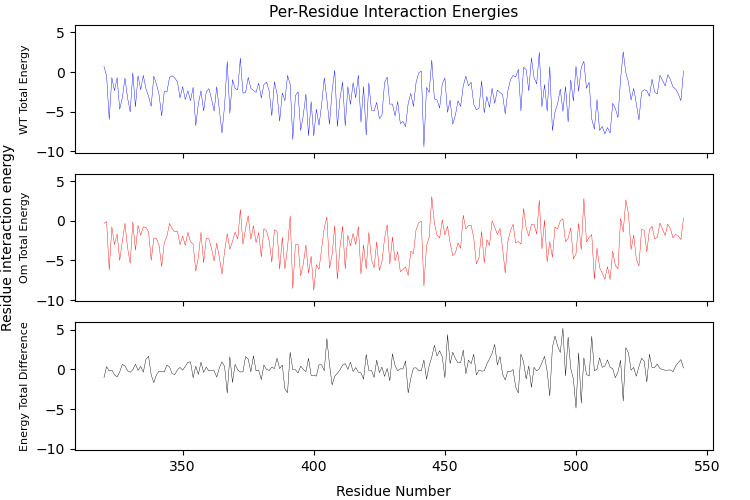 Per-Residue Interaction Energies
5
0
−5
−10
WT Total Energy
5
0
−5
−10
Om Total Energy
Residue interaction energy
5
0
−5
−10
Energy Total Difference
350
400
450
500
550
Residue Number